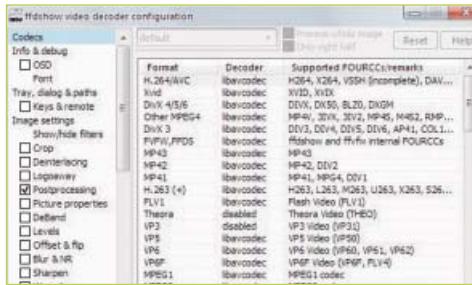 ffdshow video decoder configuration
Codecs
Info & debug
OSD
Font
Tray, dialog & paths
Keys & remote
Image settings
Show/hide filters
Crop
Deinterlacing
Logoaway
Postprocessing
Picture properties
DeBand
Levels
Offset & flip
Blur & NR
Sharpen
default
Process whole image
Only right half
Reset
Help
Format Decoder Supported FOURCCs/remarks
H.264/AVC libavcodec H264, X264, VSSH (incomplete), DAV...
Xvid libavcodec XVID, XVIX
DivX 4/5/6 libavcodec DIVX, DX50, BLZ0, DXGM
Other MPEG4 libavcodec MP4V, 3IVX, 3IV2, MP4S, M4S2, RMP...
DivX 3 libavcodec DIV3, DIV4, DIV5, DIV6, AP41, COL1...
FVFW,FFDS libavcodec ffdshow and ffvfw internal FOURCCs
MP43 libavcodec MP43
MP42 libavcodec MP42, DIV2
MP41 libavcodec MP41, MPG4, DIV1
H.263 (+) libavcodec H263, L263, M263, U263, X263, S26...
FLV1 libavcodec Flash Video (FLV1)
Theora disabled Theora Video (THEO)
VP3 disabled VP3 Video (VP31)
VP5 libavcodec VP5 Video (VP50)
VP6 libavcodec VP6 Video (VP60, VP61, VP62)
VP6F libavcodec VP6F Video (VP6F, FLV4)
MPEG1 libavcodec MPEG1 codec